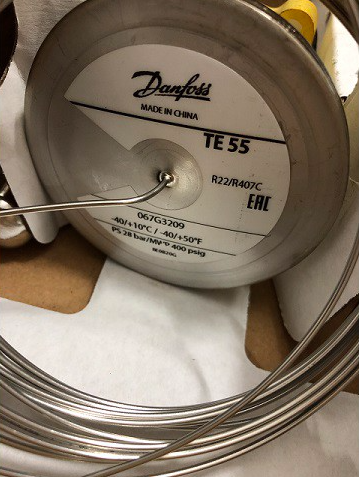 Danfoss
MADE IN CHINA
TE 55
R22/R407C
EAC
067G3209
-40/+10°C / -40/+50°F
PS 28 bar/MWP 400 psig